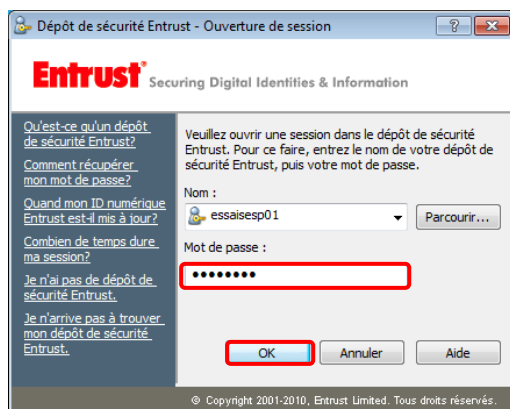 Dépôt de sécurité Entrust - Ouverture de session
Entrust® Securing Digital Identities & Information
Qu'est-ce qu'un dépôt
de sécurité Entrust?
Comment récupérer
mon mot de passe?
Quand mon ID numérique
Entrust est-il mis à jour?
Combien de temps dure
ma session?
Je n'ai pas de dépôt de
sécurité Entrust.
Je n'arrive pas à trouver
mon dépôt de sécurité
Entrust.
Veuillez ouvrir une session dans le dépôt de sécurité
Entrust. Pour ce faire, entrez le nom de votre dépôt de
sécurité Entrust, puis votre mot de passe.
Nom :
essaisesp01
Parcourir...
Mot de passe :
••••••••
OK
Annuler
Aide
© Copyright 2001-2010, Entrust Limited. Tous droits réservés.